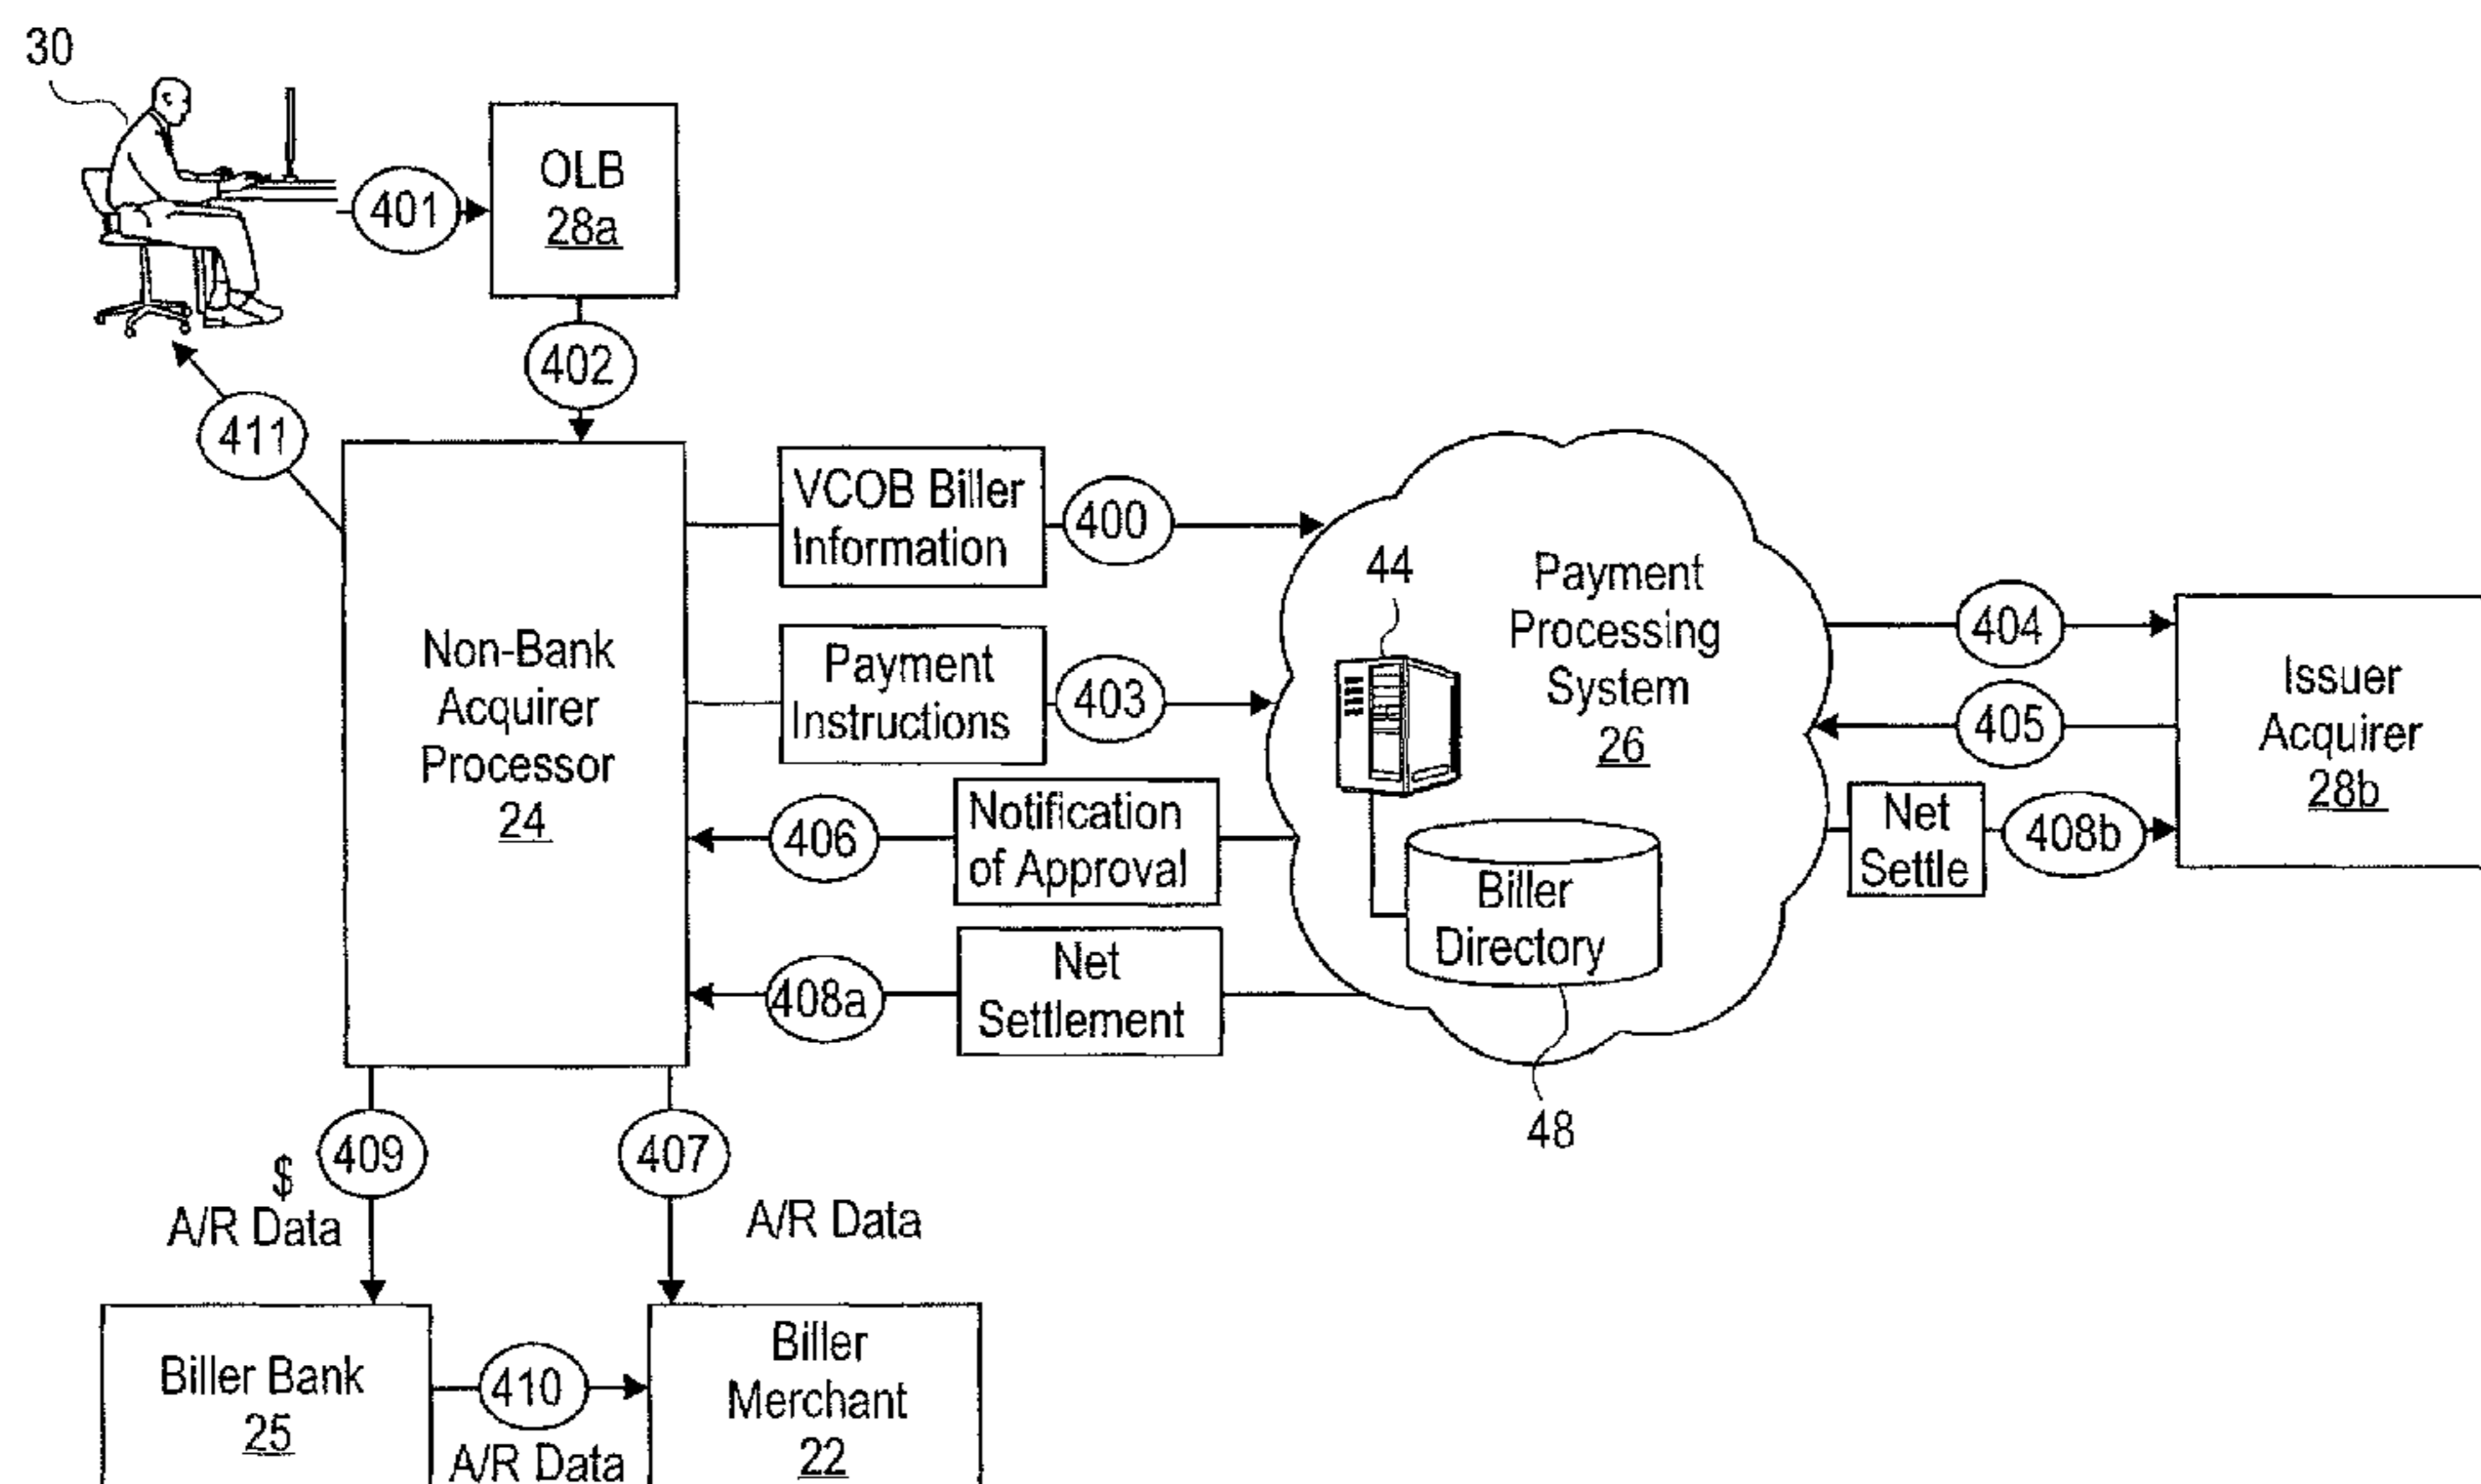 30
OLB
28a
401
402
411
VCOB Biller
Information
400
Non-Bank
Acquirer
Processor
24
Payment
Instructions
403
44
Payment
Processing
System
26
404
405
Issuer
Acquirer
28b
406
Notification
of Approval
Net
Settle
408b
Biller
Directory
408a
Net
Settlement
48
409
$
A/R Data
407
A/R Data
Biller Bank
25
410
A/R Data
Biller
Merchant
22